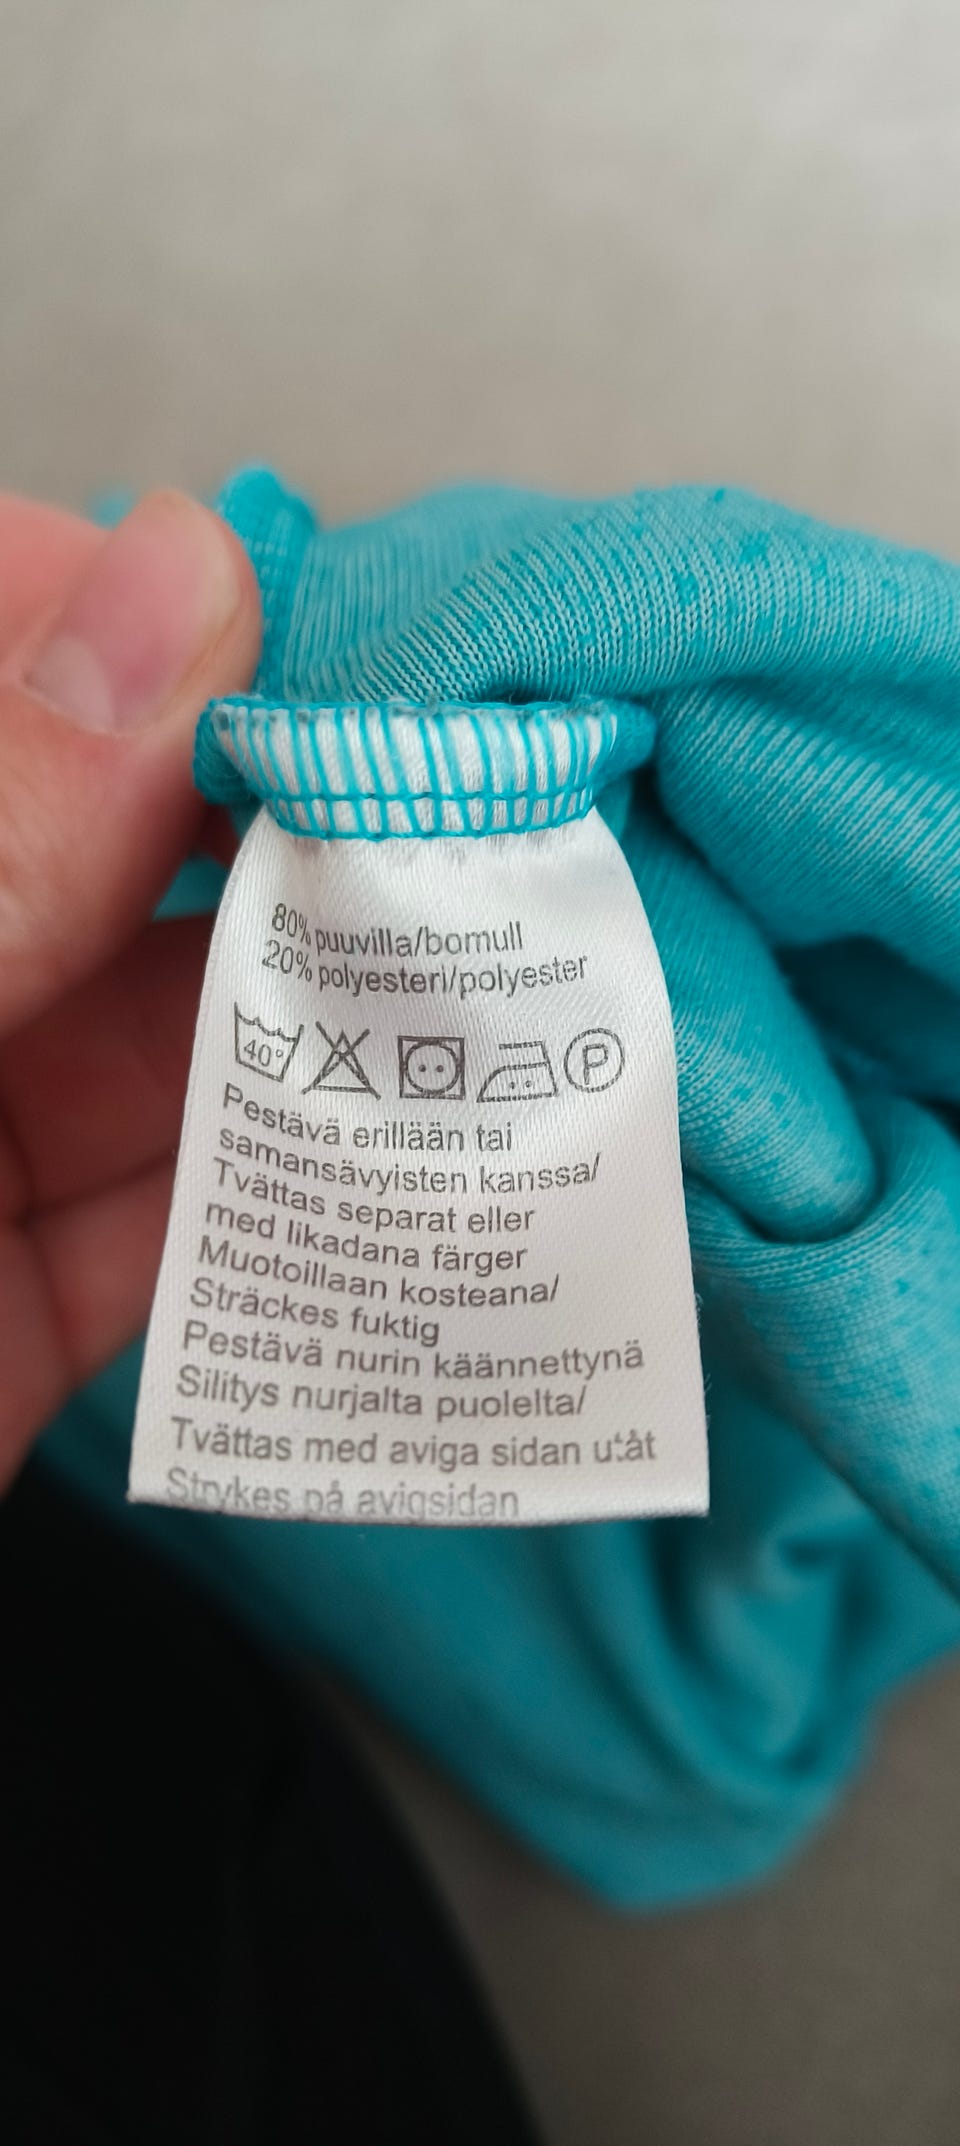 80% puuvilla/bomull
20% polyesteri/polyester
40° P
Pestävä erillään tai
samansävyisten kanssa/
Tvättas separat eller
med likadana färger
Muotoillaan kosteana/
Sträckes fuktig
Pestävä nurin käännettynä
Silitys nurjalta puolelta/
Tvättas med aviga sidan utåt
Strykes på avigsidan